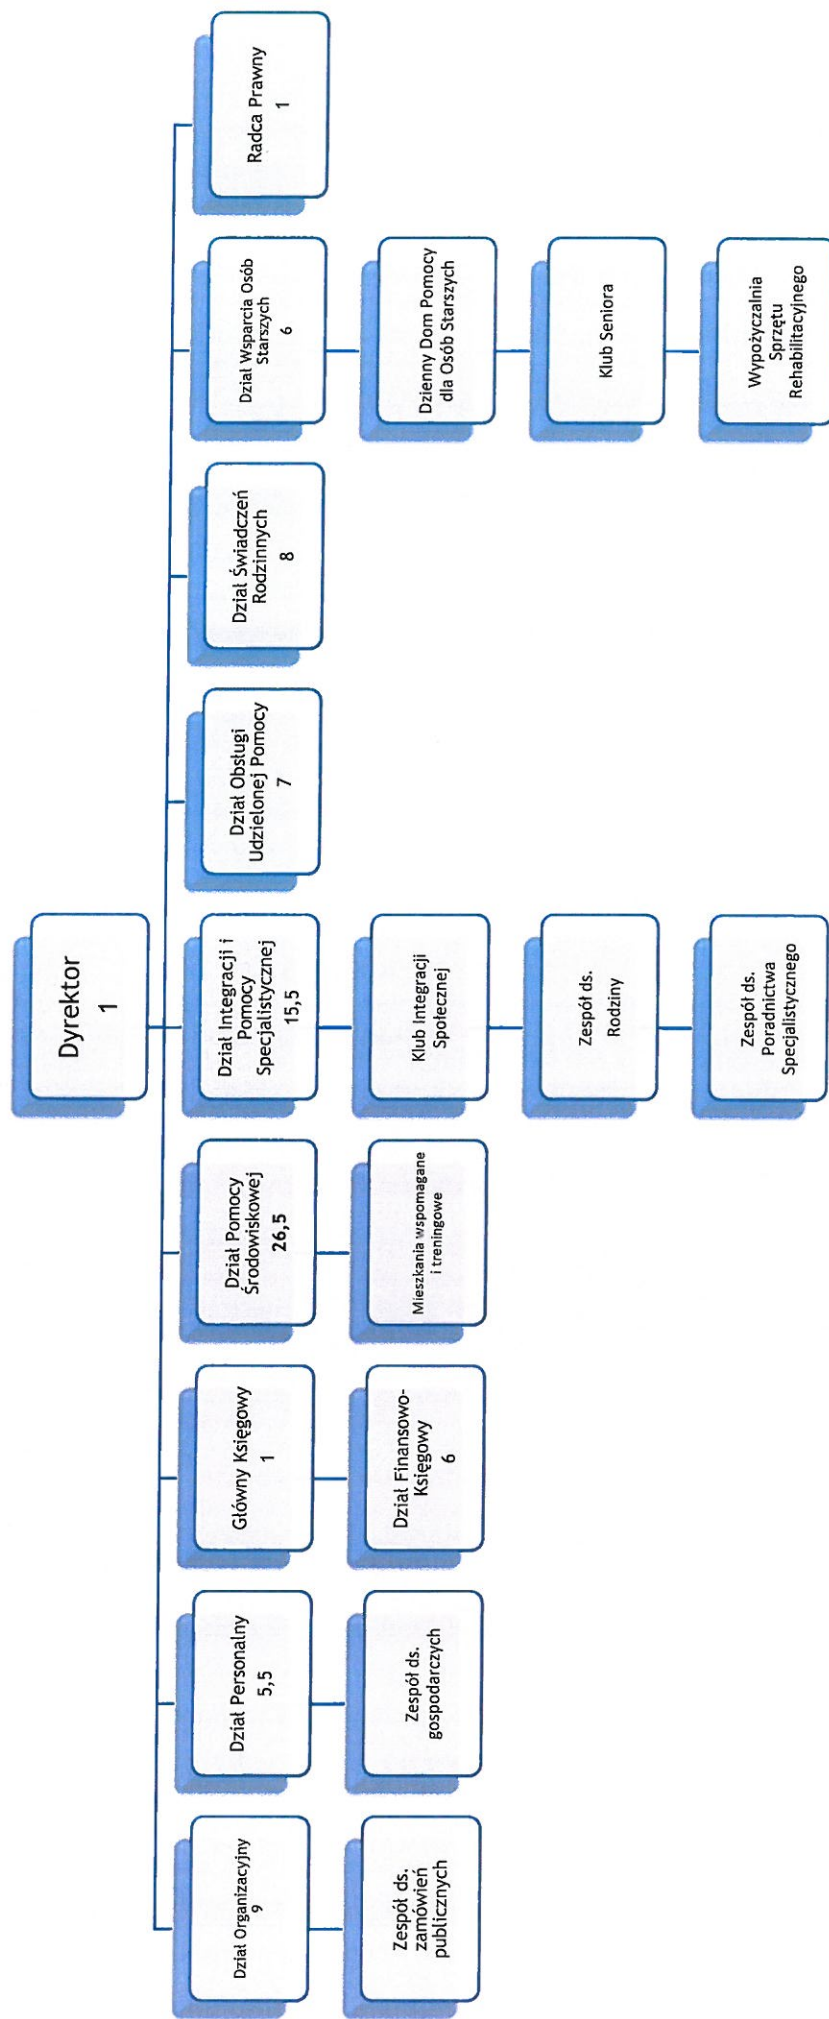 Dyrektor
1
Dział Organizacyjny
9
Dział Personalny
5,5
Główny Księgowy
1
Dział Pomocy
Środowiskowej
26,5
Dział Integracji i
Pomocy
Specjalistycznej
15,5
Dział Obsługi
Udzielonej Pomocy
7
Dział Świadczeń
Rodzinnych
8
Dział Wsparcia Osób
Starszych
6
Radca Prawny
1
Zespół ds.
zamówień
publicznych
Zespół ds.
gospodarczych
Dział Finansowo-
Księgowy
6
Mieszkania wspomagane
i treningowe
Klub Integracji
Społecznej
Dzienny Dom Pomocy
dla Osób Starszych
Zespół ds.
Rodziny
Klub Seniora
Zespół ds.
Poradnictwa
Specjalistycznego
Wypożyczalnia
Sprzętu
Rehabilitacyjnego